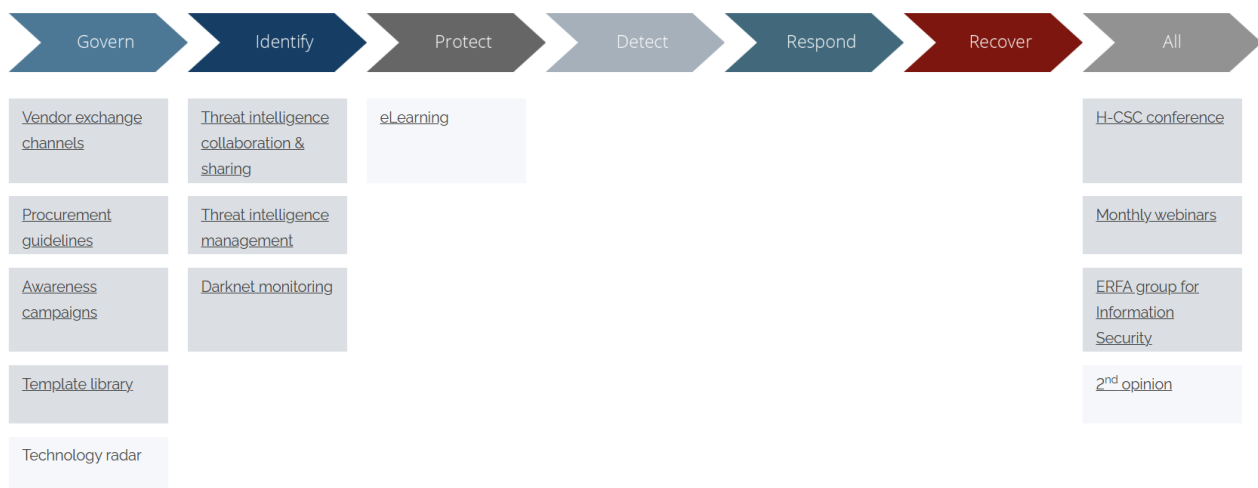 Govern
Identify
Protect
Detect
Respond
Recover
All
Vendor exchange
channels
Threat intelligence
collaboration &
sharing
eLearning
H-CSC conference
Procurement
guidelines
Threat intelligence
management
Monthly webinars
Awareness
campaigns
Darknet monitoring
ERFA group for
Information
Security
Template library
2nd opinion
Technology radar